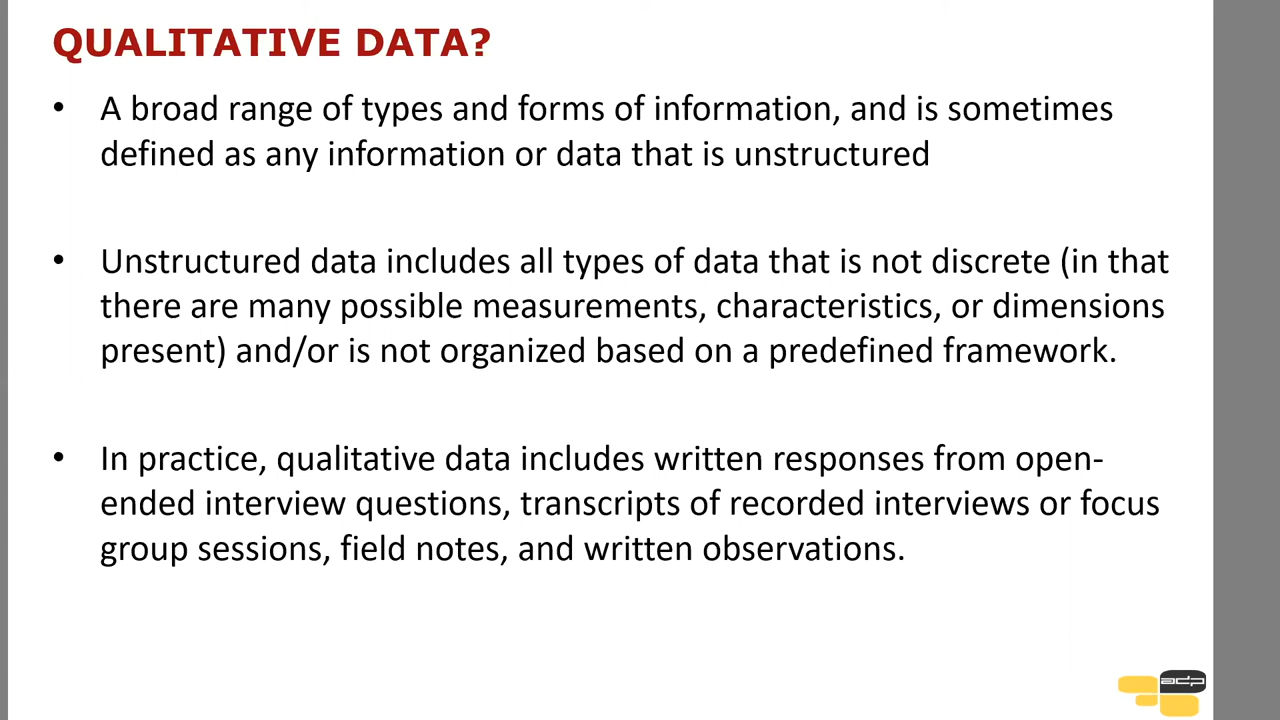 QUALITATIVE DATA?
• A broad range of types and forms of information, and is sometimes
defined as any information or data that is unstructured
• Unstructured data includes all types of data that is not discrete (in that
there are many possible measurements, characteristics, or dimensions
present) and/or is not organized based on a predefined framework.
• In practice, qualitative data includes written responses from open-
ended interview questions, transcripts of recorded interviews or focus
group sessions, field notes, and written observations.
adp